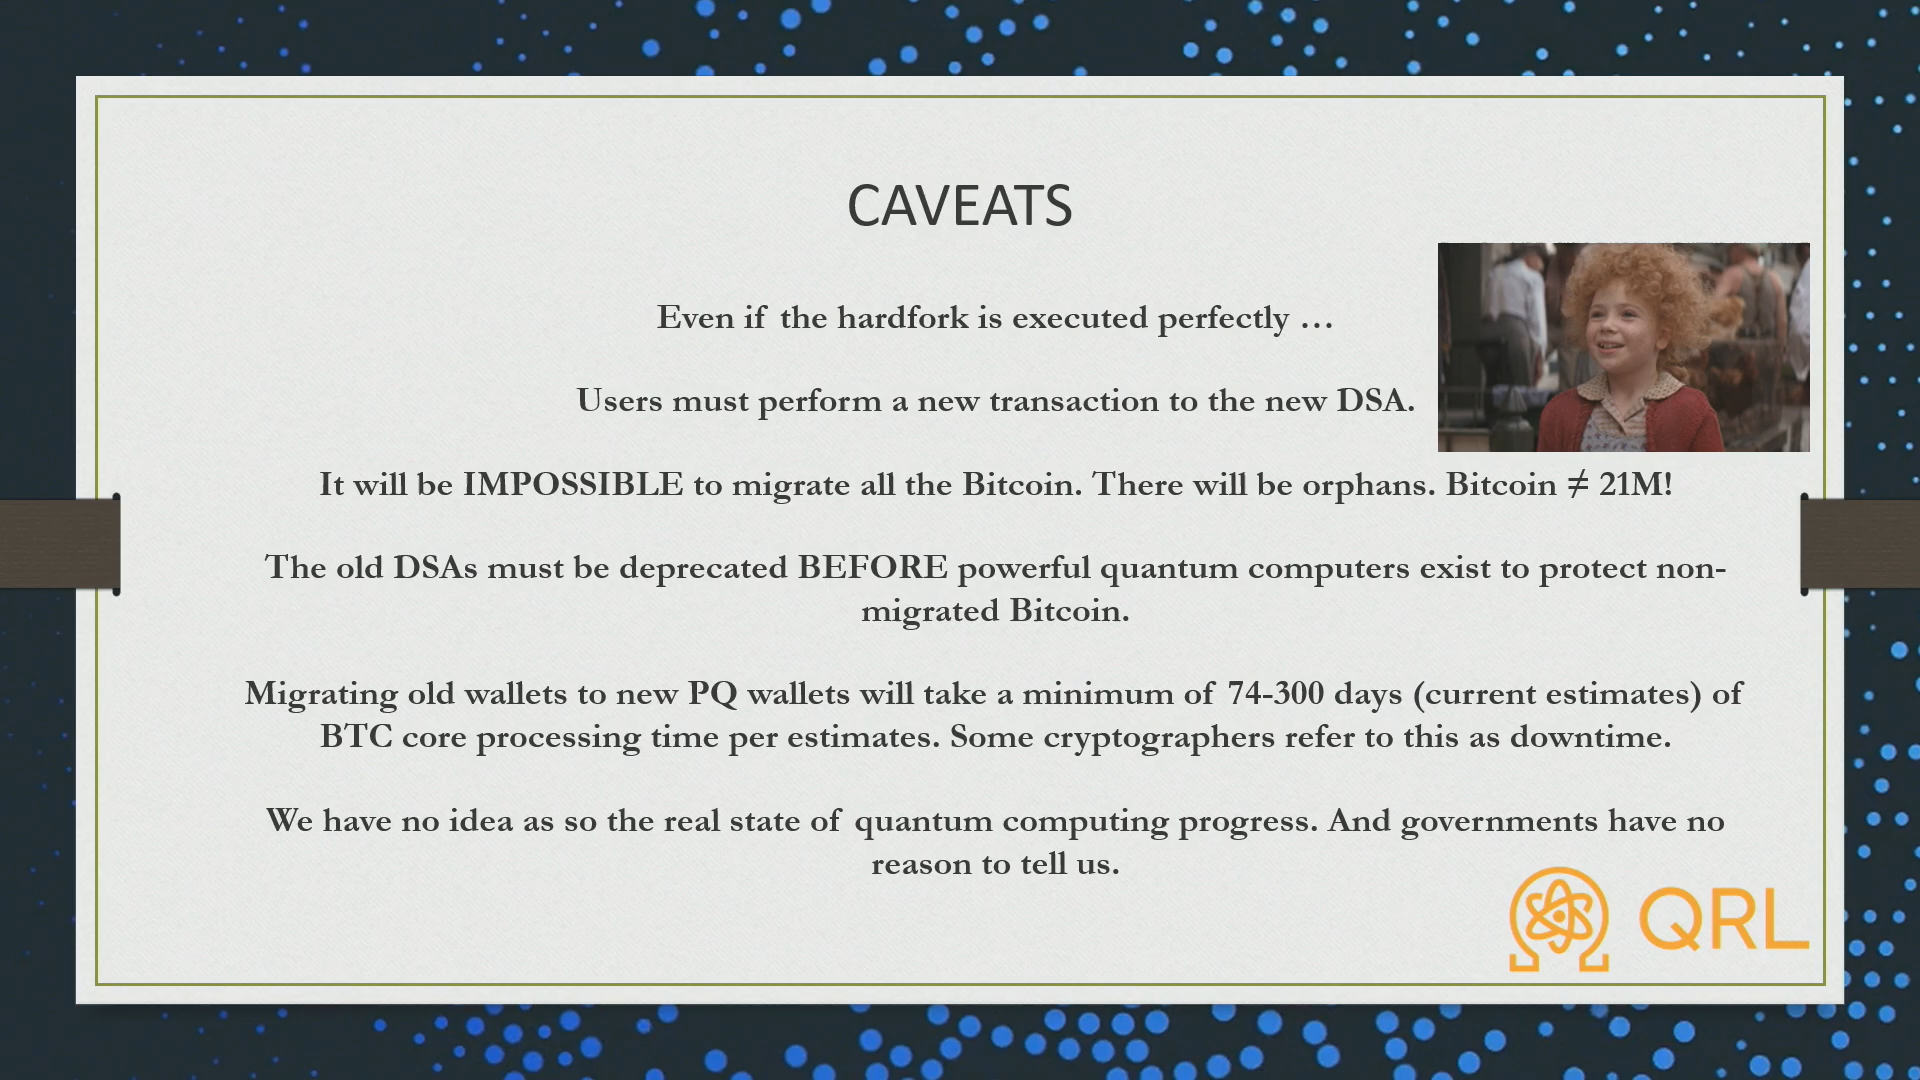 CAVEATS
Even if the hardfork is executed perfectly …
Users must perform a new transaction to the new DSA.
It will be IMPOSSIBLE to migrate all the Bitcoin. There will be orphans. Bitcoin ≠ 21M!
The old DSAs must be deprecated BEFORE powerful quantum computers exist to protect non-
migrated Bitcoin.
Migrating old wallets to new PQ wallets will take a minimum of 74-300 days (current estimates) of
BTC core processing time per estimates. Some cryptographers refer to this as downtime.
We have no idea as so the real state of quantum computing progress. And governments have no
reason to tell us.
QRL